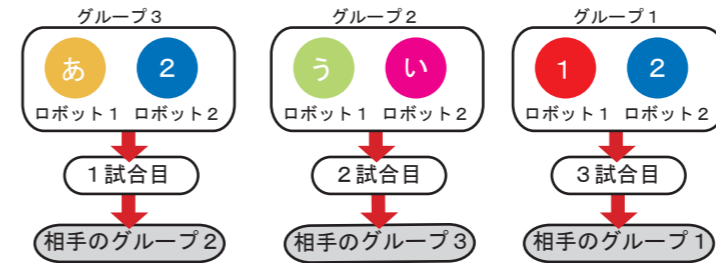 グループ３　グループ２　グループ１
あ　２　う　い　１　２
ロボット１　ロボット２　ロボット１　ロボット２　ロボット１　ロボット２
１試合目　２試合目　３試合目
相手のグループ２　相手のグループ３　相手のグループ１